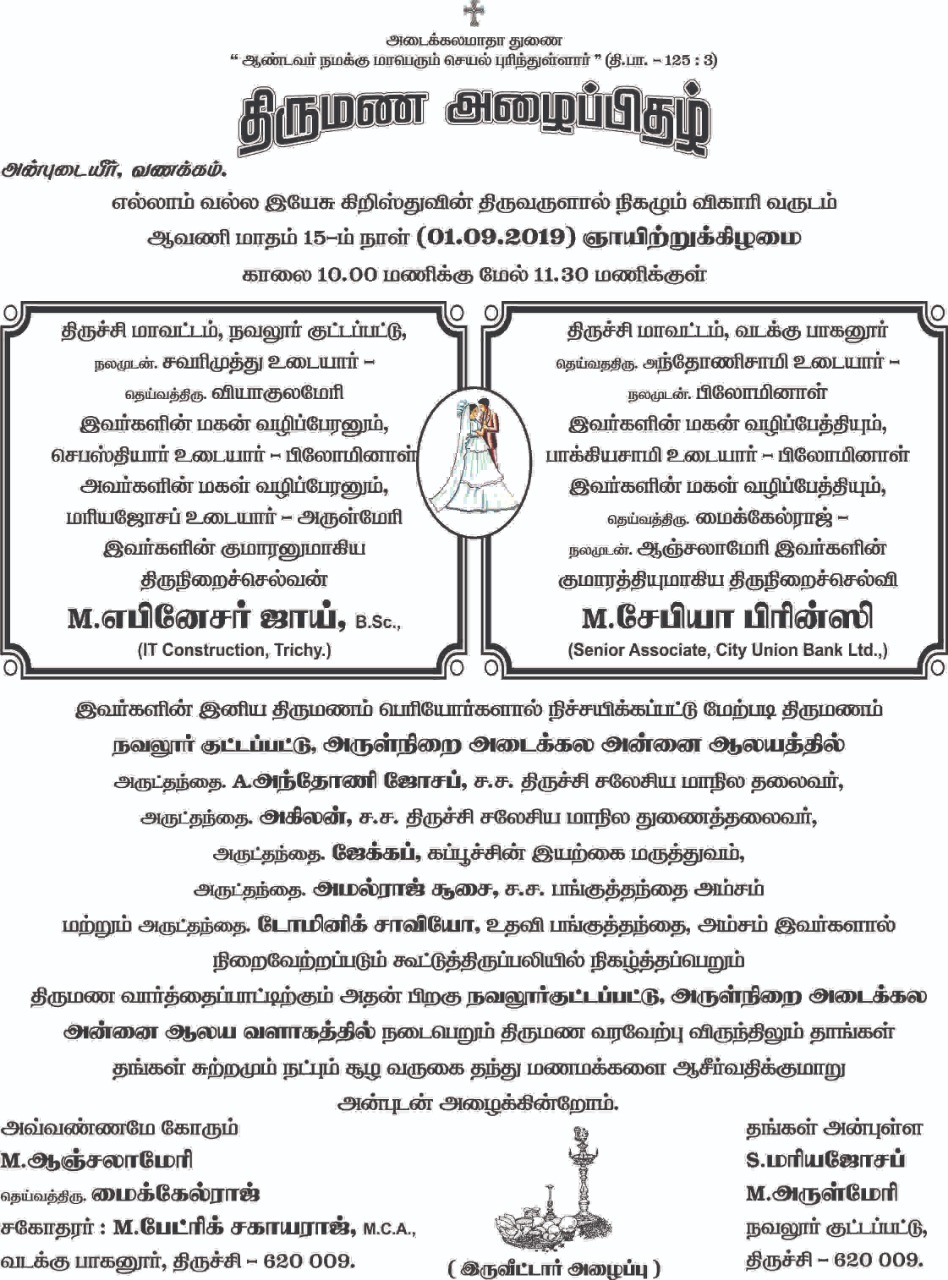 அடைக்கலமாதா துணை
“ ஆண்டவர் நமக்கு மாபெரும் செயல் புரிந்துள்ளார் ” (தி.பா. – 125 : 3)
திருமண அழைப்பிதழ்
அன்புடையீர், வணக்கம்.
எல்லாம் வல்ல இயேசு கிறிஸ்துவின் திருவருளால் நிகழும் விகாரி வருடம்
ஆவணி மாதம் 15–ம் நாள் (01.09.2019) ஞாயிற்றுக்கிழமை
காலை 10.00 மணிக்கு மேல் 11.30 மணிக்குள்
திருச்சி மாவட்டம், நவலூர் குட்டப்பட்டு,
நலமுடன். சவரிமுத்து உடையார் –
தெய்வத்திரு. வியாகுலமேரி
இவர்களின் மகன் வழிப்பேரனும்,
செபஸ்தியார் உடையார் – பிலோமினாள்
அவர்களின் மகள் வழிப்பேரனும்,
மரியஜோசப் உடையார் – அருள்மேரி
இவர்களின் குமாரனுமாகிய
திருநிறைச்செல்வன்
M.எபினேசர் ஜாய், B.Sc.,
(IT Construction, Trichy.)
திருச்சி மாவட்டம், வடக்கு பாகனூர்
தெய்வததிரு. அந்தோணிசாமி உடையார் –
நலமுடன். பிலோமினாள்
இவர்களின் மகன் வழிப்பேத்தியும்,
பாக்கியசாமி உடையார் – பிலோமினாள்
இவர்களின் மகள் வழிப்பேத்தியும்,
தெய்வத்திரு. மைக்கேல்ராஜ் –
நலமுடன். ஆஞ்சலாமேரி இவர்களின்
குமாரத்தியுமாகிய திருநிறைச்செல்வி
M.சேபியா பிரின்ஸி
(Senior Associate, City Union Bank Ltd.,)
இவர்களின் இனிய திருமணம் பெரியோர்களால் நிச்சயிக்கப்பட்டு மேற்படி திருமணம்
நவலூர் குட்டப்பட்டு, அருள்நிறை அடைக்கல அன்னை ஆலயத்தில்
அருட்தந்தை. A.அந்தோணி ஜோசப், ச.ச. திருச்சி சலேசிய மாநில தலைவர்,
அருட்தந்தை. அகிலன், ச.ச. திருச்சி சலேசிய மாநில துணைத்தலைவர்,
அருட்தந்தை. ஜேக்கப், கப்பூச்சின் இயற்கை மருத்துவம்,
அருட்தந்தை. அமல்ராஜ் சூசை, ச.ச. பங்குத்தந்தை அம்சம்
மற்றும் அருட்தந்தை. டோமினிக் சாவியோ, உதவி பங்குத்தந்தை, அம்சம் இவர்களால்
நிறைவேற்றப்படும் கூட்டுத்திருப்பலியில் நிகழ்த்தப்பெறும்
திருமண வார்த்தைப்பாட்டிற்கும் அதன் பிறகு நவலூர்குட்டப்பட்டு, அருள்நிறை அடைக்கல
அன்னை ஆலய வளாகத்தில் நடைபெறும் திருமண வரவேற்பு விருந்திலும் தாங்கள்
தங்கள் சுற்றமும் நட்பும் சூழ வருகை தந்து மணமக்களை ஆசீர்வதிக்குமாறு
அன்புடன் அழைக்கின்றோம்.
அவ்வண்ணமே கோரும்
M.ஆஞ்சலாமேரி
தெய்வத்திரு. மைக்கேல்ராஜ்
சகோதரர் : M.பேட்ரிக் சகாயராஜ், M.C.A.,
வடக்கு பாகனூர், திருச்சி – 620 009.
( இருவீட்டார் அழைப்பு )
தங்கள் அன்புள்ள
S.மரியஜோசப்
M.அருள்மேரி
நவலூர் குட்டப்பட்டு,
திருச்சி – 620 009.